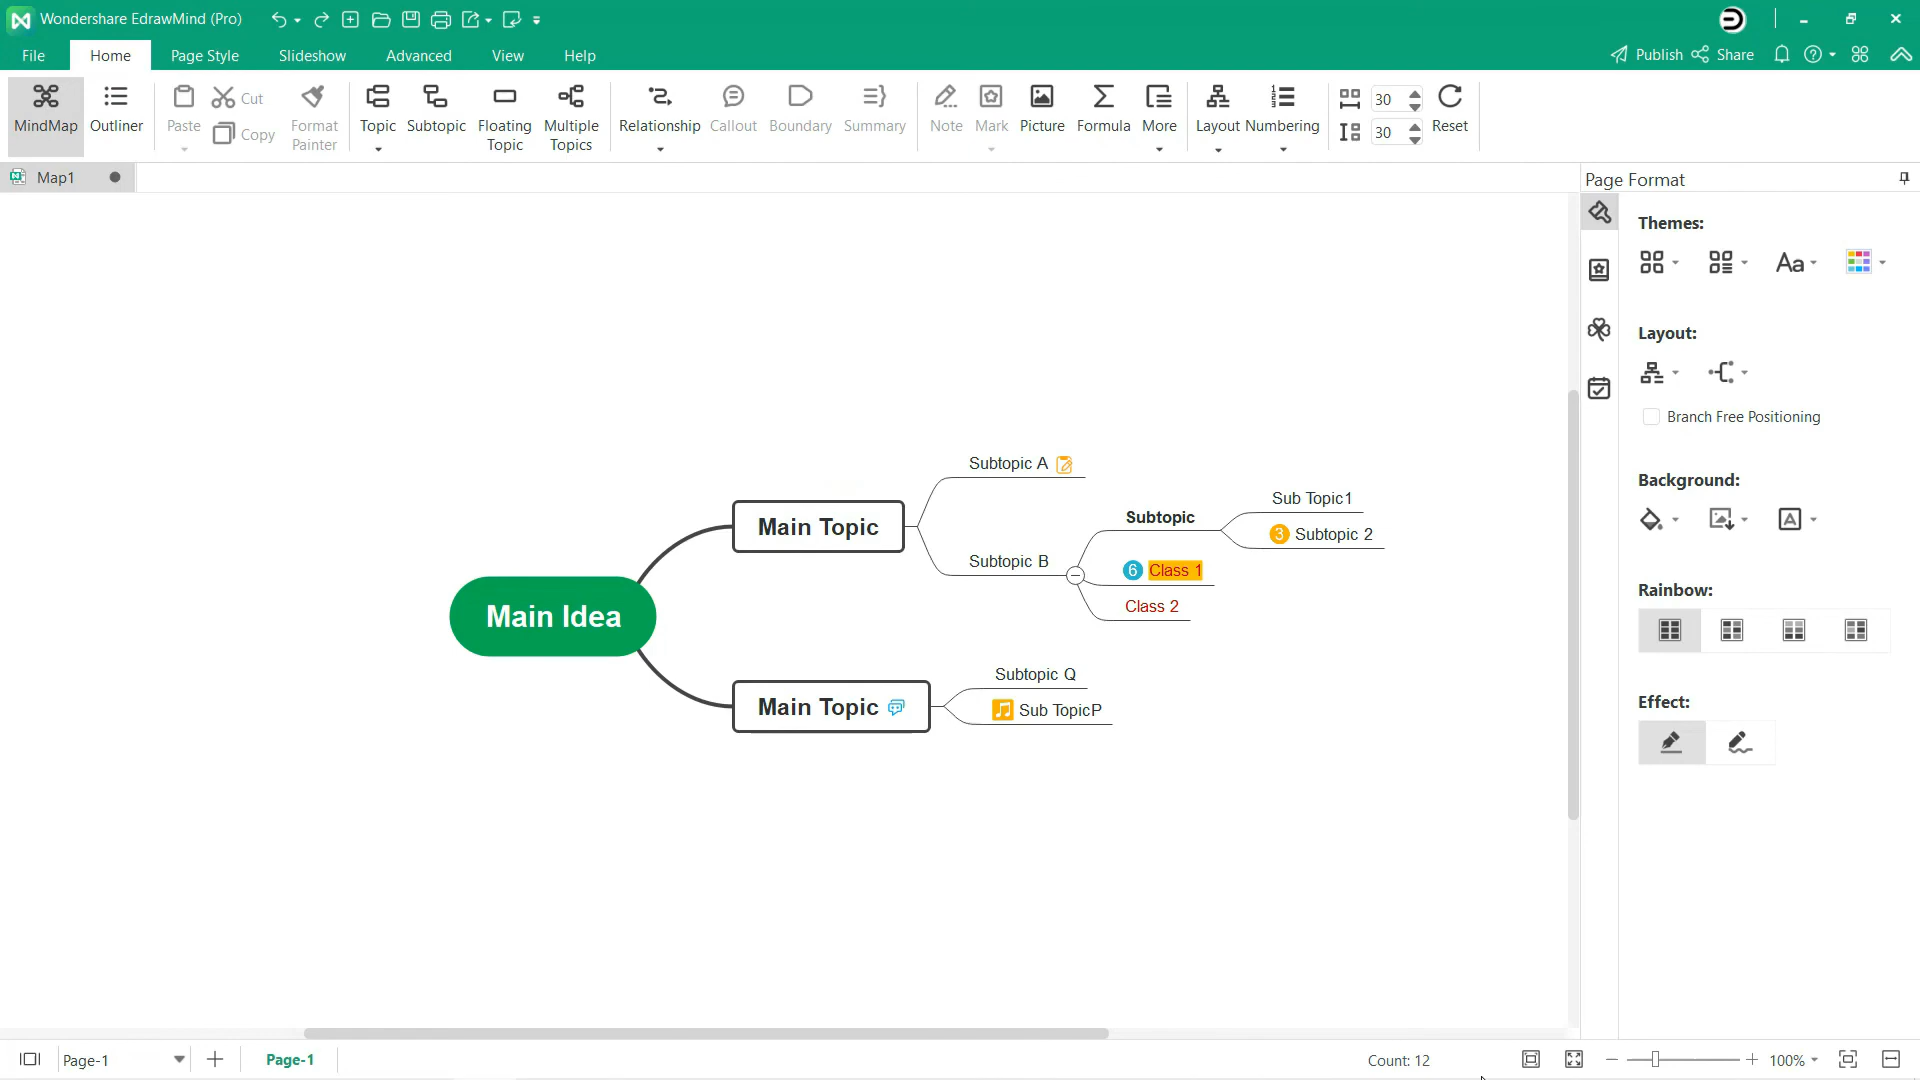 Wondershare EdrawMind (Pro)
File Home Page Style Slideshow Advanced View Help
Publish Share
MindMap Outliner Paste Cut Copy Format Painter Topic Subtopic Floating Topic Multiple Topics Relationship Callout Boundary Summary Note Mark Picture Formula More Layout Numbering 30 30 Reset
Map1
Page Format
Themes:
Aa
Layout:
Branch Free Positioning
Background:
Rainbow:
Effect:
Main Idea
Main Topic
Subtopic A
Subtopic B
Subtopic
Sub Topic1
3 Subtopic 2
6 Class 1
Class 2
Main Topic
Subtopic Q
Sub TopicP
Page-1
Page-1
Count: 12
100%